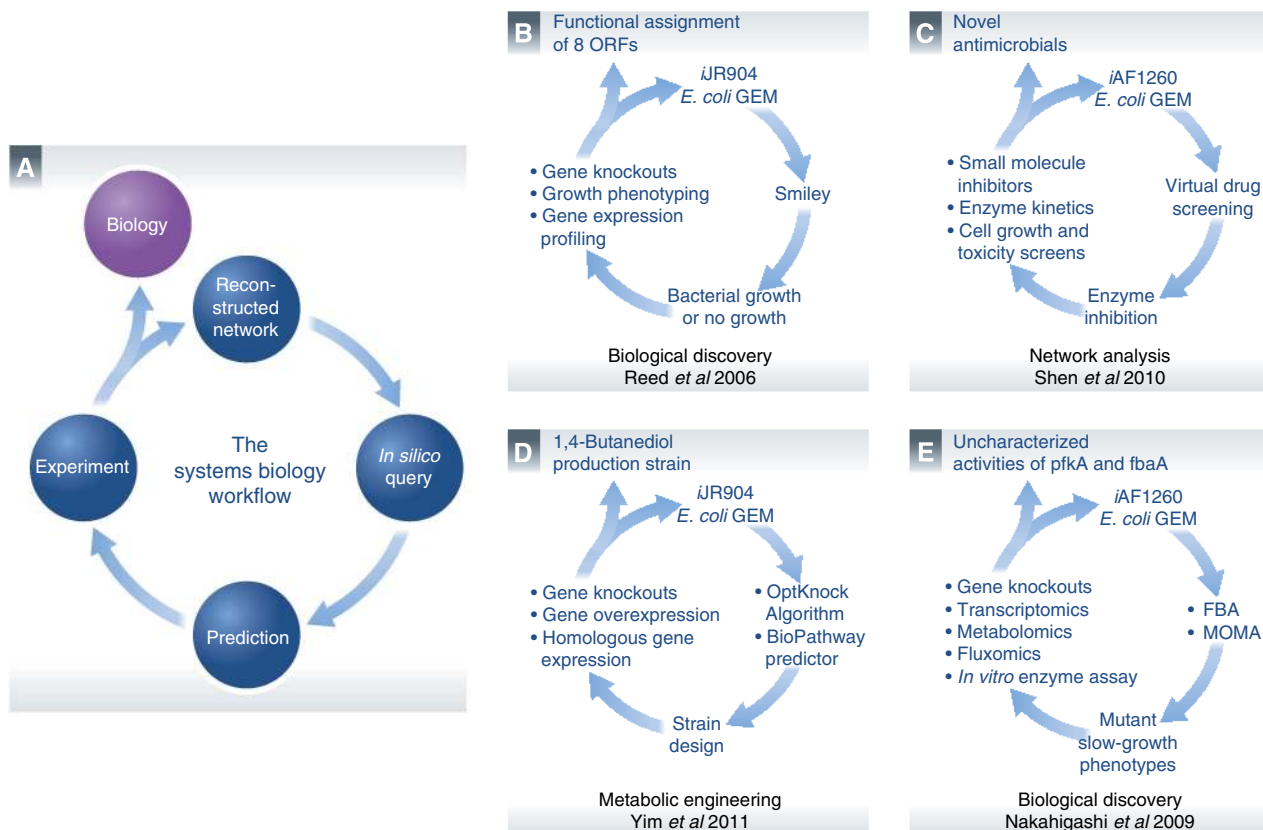 A
Biology
Recon-
structed
network
In silico
query
Prediction
Experiment
The
systems biology
workflow
B
Functional assignment
of 8 ORFs
iJR904
E. coli GEM
Smiley
Bacterial growth
or no growth
• Gene knockouts
• Growth phenotyping
• Gene expression
profiling
Biological discovery
Reed et al 2006
C
Novel
antimicrobials
iAF1260
E. coli GEM
Virtual drug
screening
Enzyme
inhibition
• Small molecule
inhibitors
• Enzyme kinetics
• Cell growth and
toxicity screens
Network analysis
Shen et al 2010
D
1,4-Butanediol
production strain
iJR904
E. coli GEM
• OptKnock
Algorithm
• BioPathway
predictor
Strain
design
• Gene knockouts
• Gene overexpression
• Homologous gene
expression
Metabolic engineering
Yim et al 2011
E
Uncharacterized
activities of pfkA and fbaA
iAF1260
E. coli GEM
• FBA
• MOMA
Mutant
slow-growth
phenotypes
• Gene knockouts
• Transcriptomics
• Metabolomics
• Fluxomics
• In vitro enzyme assay
Biological discovery
Nakahigashi et al 2009